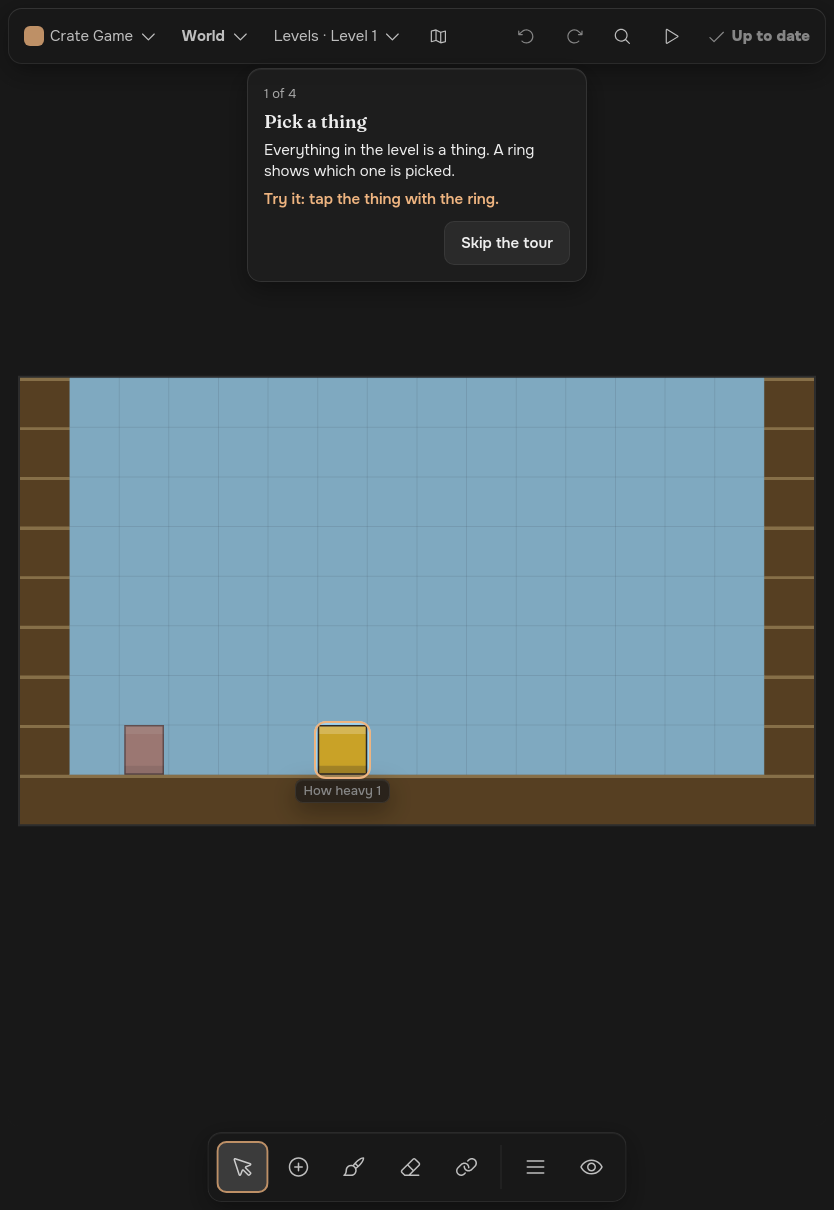 Crate Game World Levels · Level 1 Up to date
1 of 4
Pick a thing
Everything in the level is a thing. A ring
shows which one is picked.
Try it: tap the thing with the ring.
Skip the tour
How heavy 1